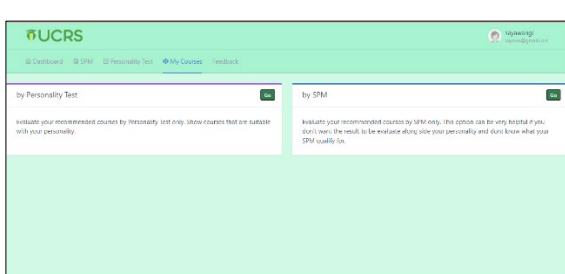 UCRS
Dashboard SPM Personality Test My Courses Feedback
by Personality Test Go
Evaluate your recommended courses by Personality Test only. Show courses that are suitable
with your personality.
by SPM Go
Evaluate your recommended courses by SPM only. This option can be very helpful if you
don't want the result to be evaluate along side your personality and dont know what your
SPM qualify for.